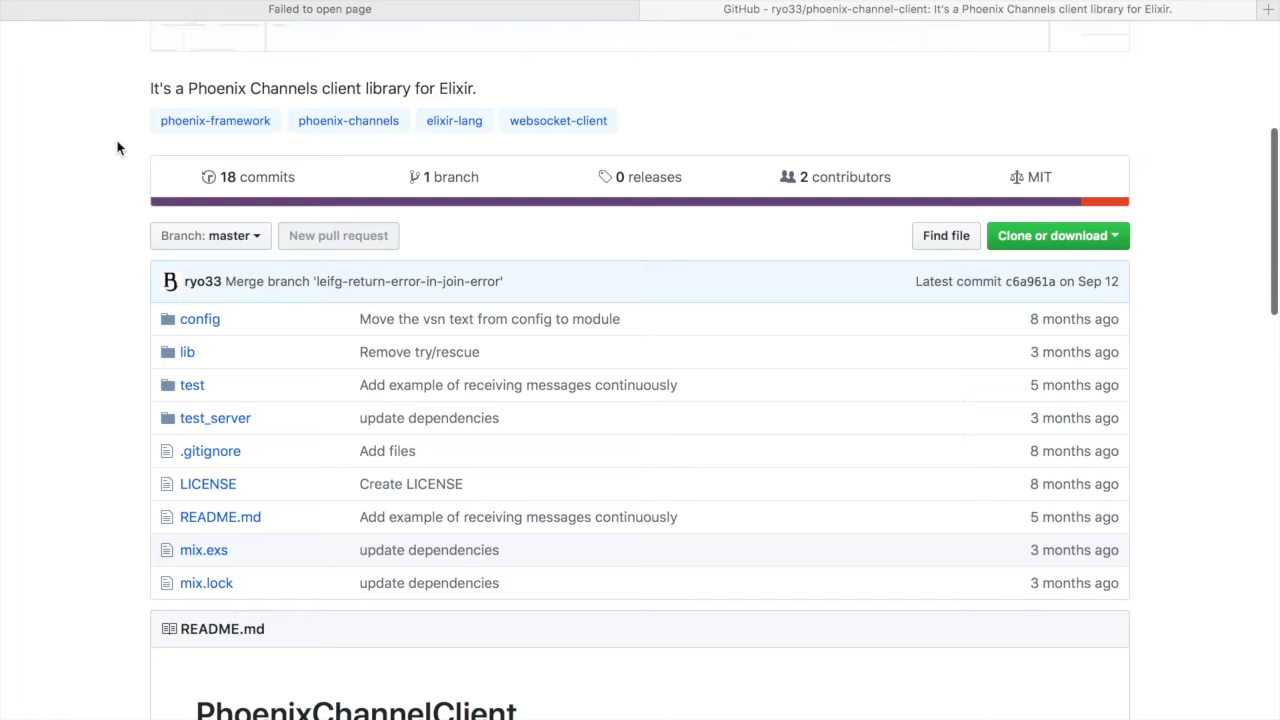 Failed to open page
GitHub - ryo33/phoenix-channel-client: It's a Phoenix Channels client library for Elixir.
It's a Phoenix Channels client library for Elixir.
phoenix-framework phoenix-channels elixir-lang websocket-client
18 commits 1 branch 0 releases 2 contributors MIT
Branch: master New pull request Find file Clone or download
ryo33 Merge branch 'leifg-return-error-in-join-error' Latest commit c6a961a on Sep 12
config Move the vsn text from config to module 8 months ago
lib Remove try/rescue 3 months ago
test Add example of receiving messages continuously 5 months ago
test_server update dependencies 3 months ago
.gitignore Add files 8 months ago
LICENSE Create LICENSE 8 months ago
README.md Add example of receiving messages continuously 5 months ago
mix.exs update dependencies 3 months ago
mix.lock update dependencies 3 months ago
README.md
PhoenixChannelClient